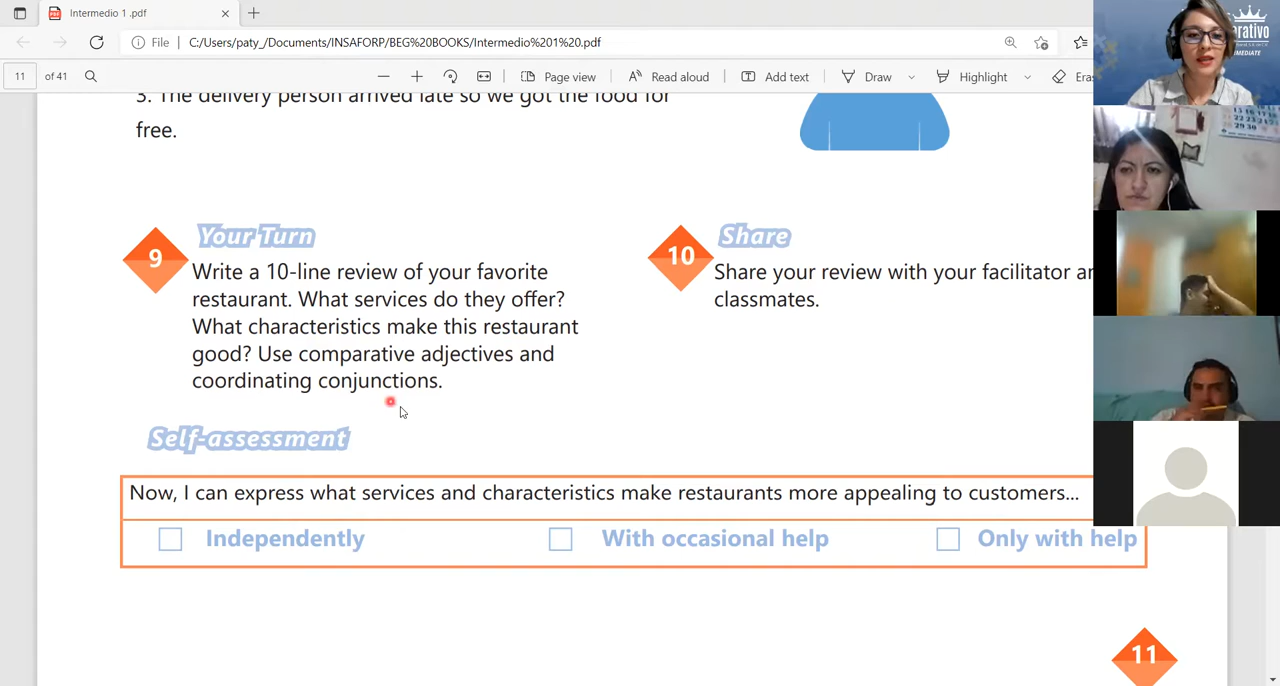 Intermedio 1 .pdf
File
C:/Users/paty_/Documents/INSAFORP/BEG%20BOOKS/Intermedio%201%20.pdf
11 of 41
Page view
Read aloud
Add text
Draw
Highlight
3. The delivery person arrived late so we got the food for
free.
9
Your Turn
Write a 10-line review of your favorite
restaurant. What services do they offer?
What characteristics make this restaurant
good? Use comparative adjectives and
coordinating conjunctions.
10
Share
Share your review with your facilitator
classmates.
Self-assessment
Now, I can express what services and characteristics make restaurants more appealing to customers...
Independently
With occasional help
Only with help
11